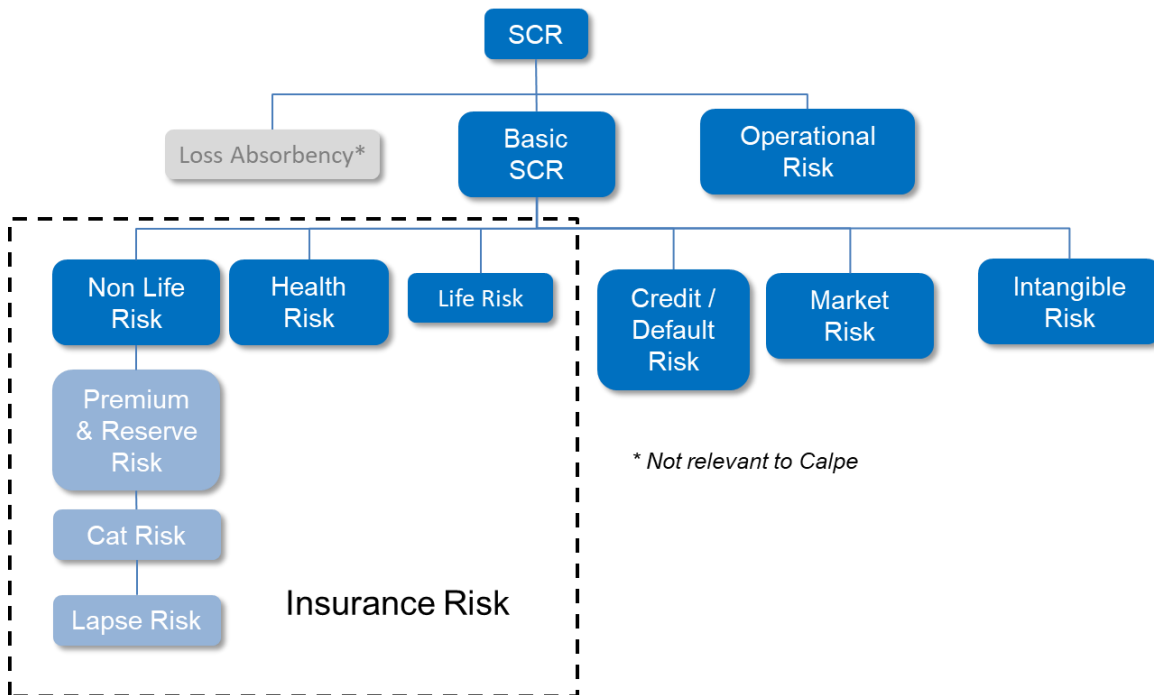 SCR
Loss Absorbency*
Basic
SCR
Operational
Risk
Non Life
Risk
Health
Risk
Life Risk
Credit /
Default
Risk
Market
Risk
Intangible
Risk
Premium
& Reserve
Risk
* Not relevant to Calpe
Cat Risk
Insurance Risk
Lapse Risk